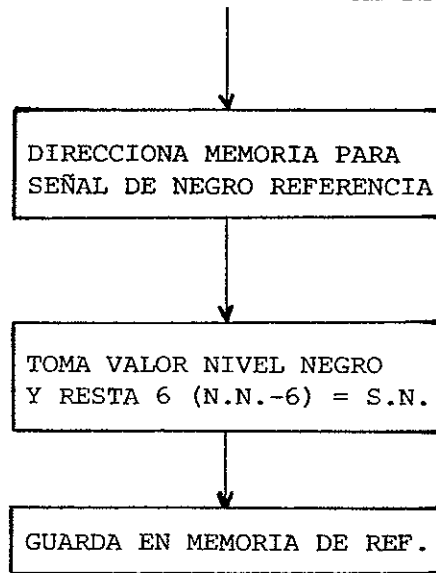 DIRECCIONA MEMORIA PARA
SEÑAL DE NEGRO REFERENCIA
TOMA VALOR NIVEL NEGRO
Y RESTA 6 (N.N.-6) = S.N.
GUARDA EN MEMORIA DE REF.